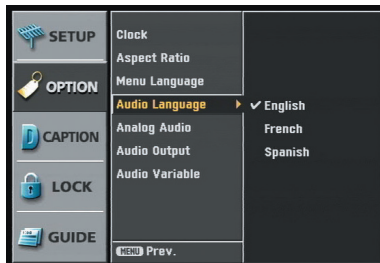 SETUP
OPTION
D CAPTION
LOCK
GUIDE
Clock
Aspect Ratio
Menu Language
Audio Language
Analog Audio
Audio Output
Audio Variable
MENU Prev.
English
French
Spanish